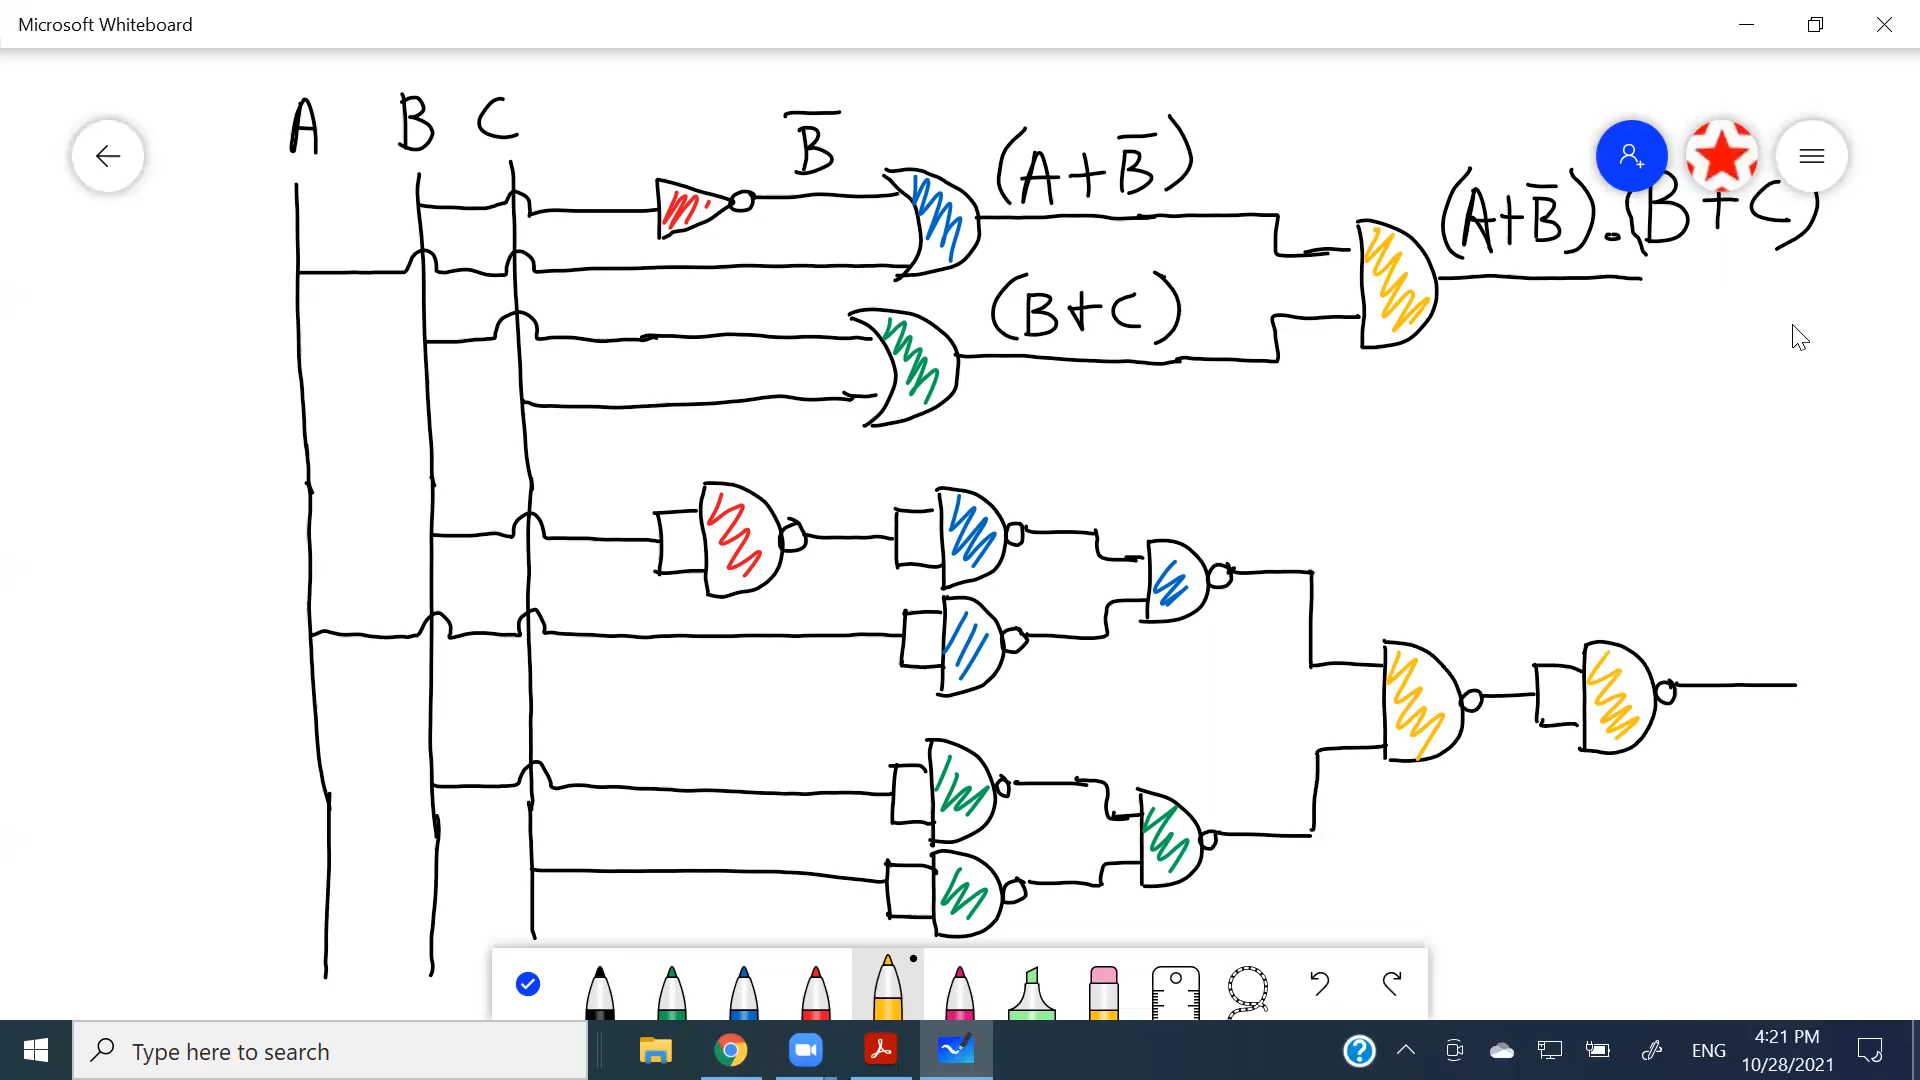 Microsoft Whiteboard
A B C
B̅
(A+B̅)
(A+B̅).(B+C)
(B+C)
Type here to search
ENG
4:21 PM
10/28/2021